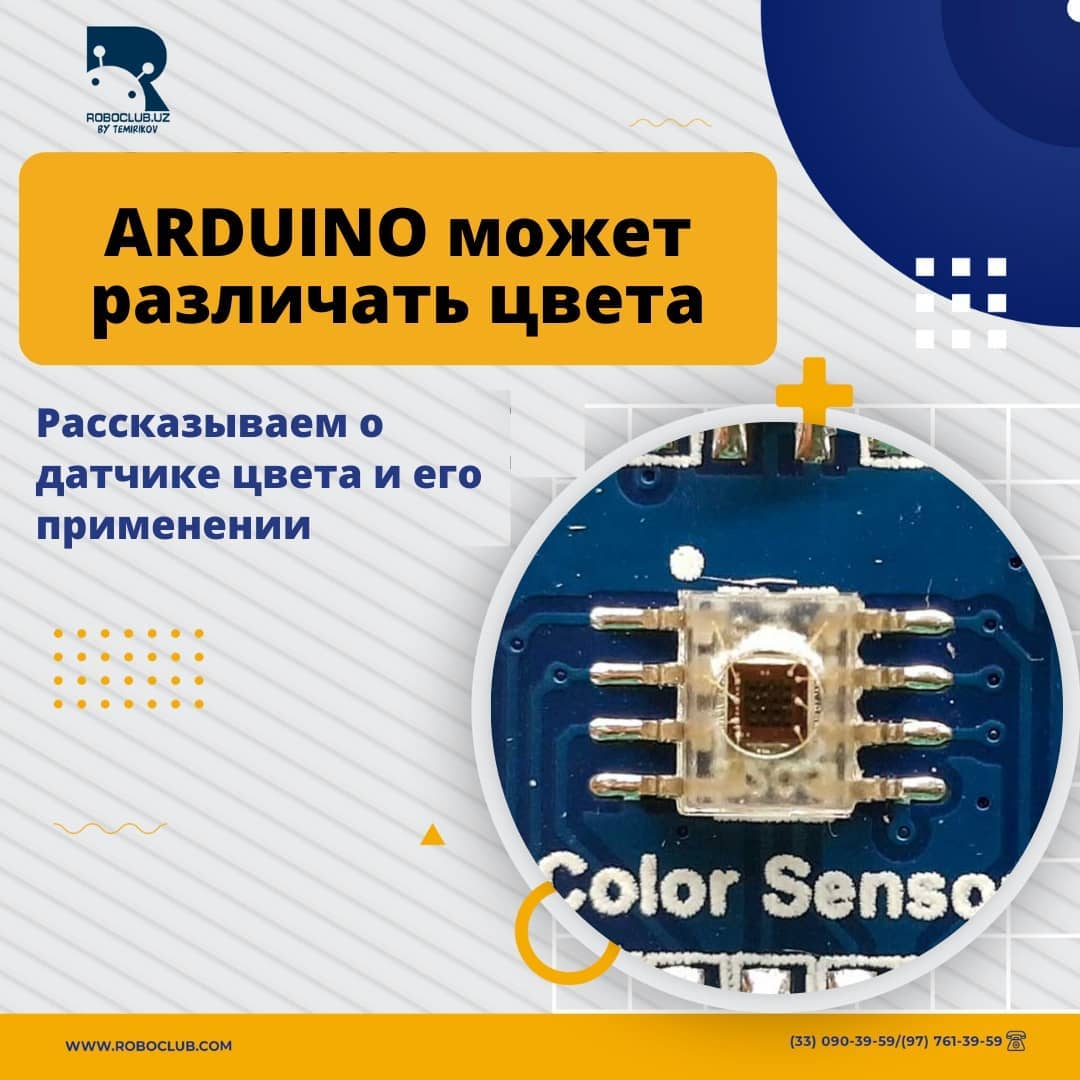 ROBOCLUB.UZ
BY TEMIRIKOV
ARDUINO может
различать цвета
Рассказываем о
датчике цвета и его
применении
Color Senso
WWW.ROBOCLUB.COM
(33) 090-39-59/(97) 761-39-59